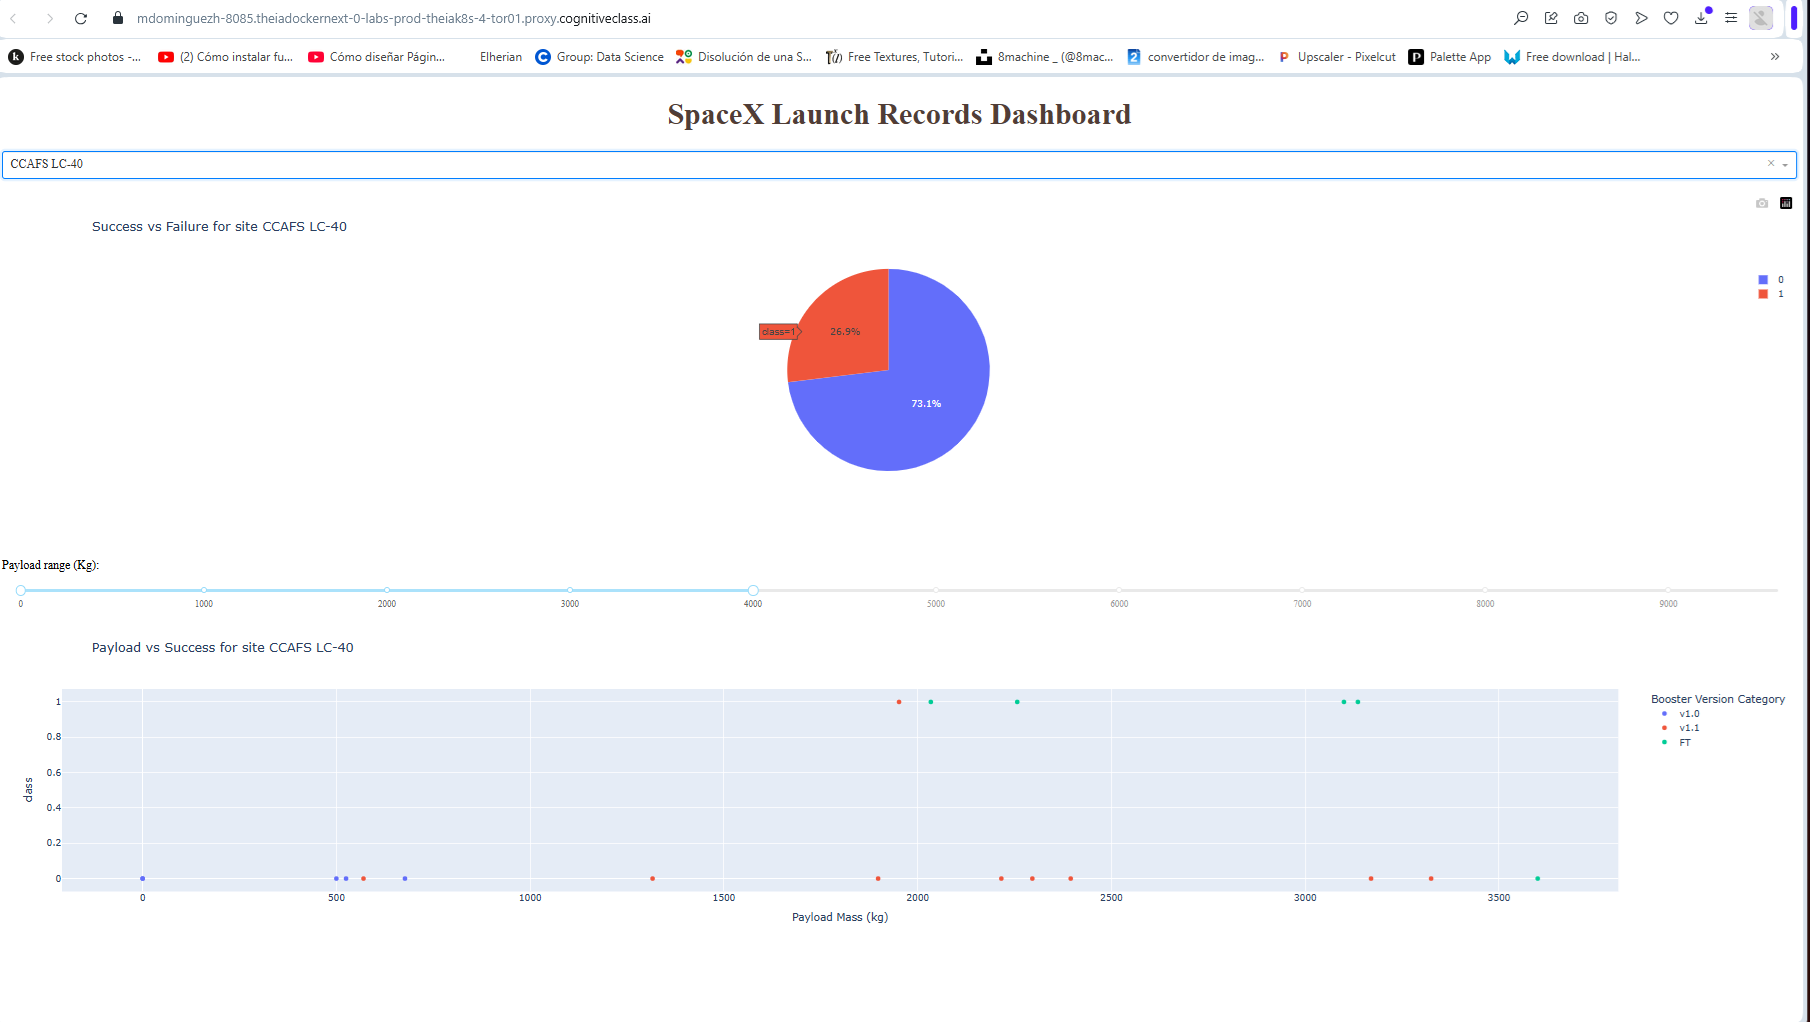 mdominguezh-8085.theiadockernext-0-labs-prod-theiak8s-4-tor01.proxy.cognitiveclass.ai
Free stock photos -... (2) Cómo instalar fu... Cómo diseñar Págin... Elherian Group: Data Science Disolución de una S... Free Textures, Tutori... 8machine _ (@8mac... convertidor de imag... Upscaler - Pixelcut Palette App Free download | Hal... »
SpaceX Launch Records Dashboard
CCAFS LC-40
Success vs Failure for site CCAFS LC-40
0
1
class=1
26.9%
73.1%
Payload range (Kg):
0 1000 2000 3000 4000 5000 6000 7000 8000 9000
Payload vs Success for site CCAFS LC-40
1
0.8
0.6
0.4
0.2
0
class
0 500 1000 1500 2000 2500 3000 3500
Payload Mass (kg)
Booster Version Category
v1.0
v1.1
FT